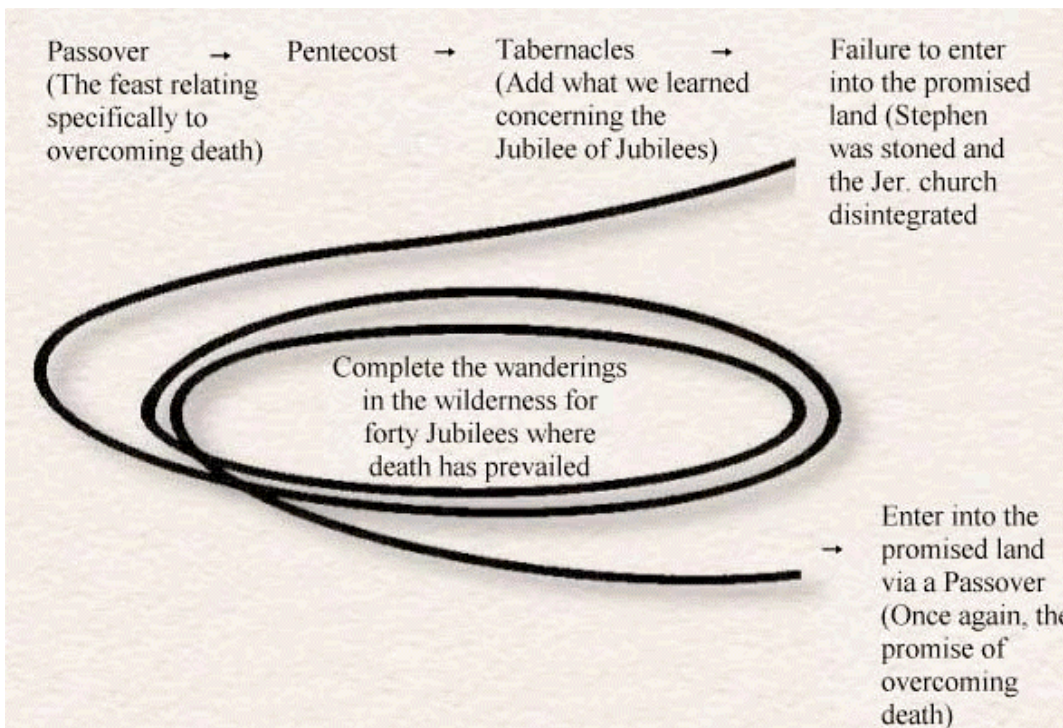 Passover →
(The feast relating
specifically to
overcoming death)
Pentecost →
Tabernacles →
(Add what we learned
concerning the
Jubilee of Jubilees)
Failure to enter
into the promised
land (Stephen
was stoned and
the Jer. church
disintegrated
Complete the wanderings
in the wilderness for
forty Jubilees where
death has prevailed
→ Enter into the
promised land
via a Passover
(Once again, the
promise of
overcoming
death)